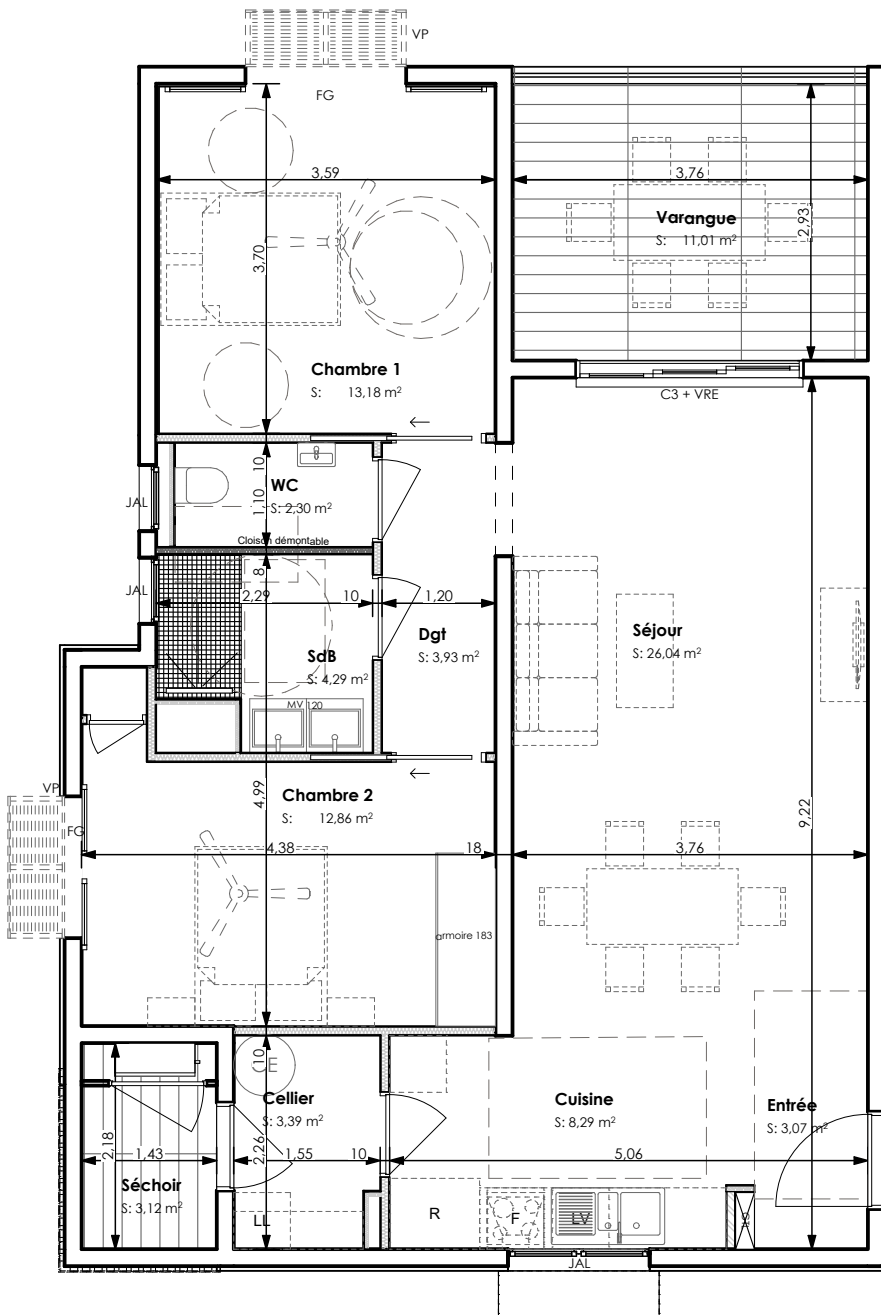 VP
FG
3,59
3,76
Varangue
S: 11,01 m²
2,93
3,70
Chambre 1
S: 13,18 m²
C3 + VRE
10
WC
S: 2,30 m²
1,10
JAL
Cloison démontable
8
JAL
2,29
10
1,20
Dgt
S: 3,93 m²
Séjour
S: 26,04 m²
SdB
S: 4,29 m²
MV 120
VP
FG
4,99
Chambre 2
S: 12,86 m²
9,22
4,38
18
3,76
armoire 183
10
CE
Cellier
S: 3,39 m²
Cuisine
S: 8,29 m²
Entrée
S: 3,07 m²
2,18
2,26
1,43
1,55
10
5,06
Séchoir
S: 3,12 m²
LL
R
F
LV
JAL